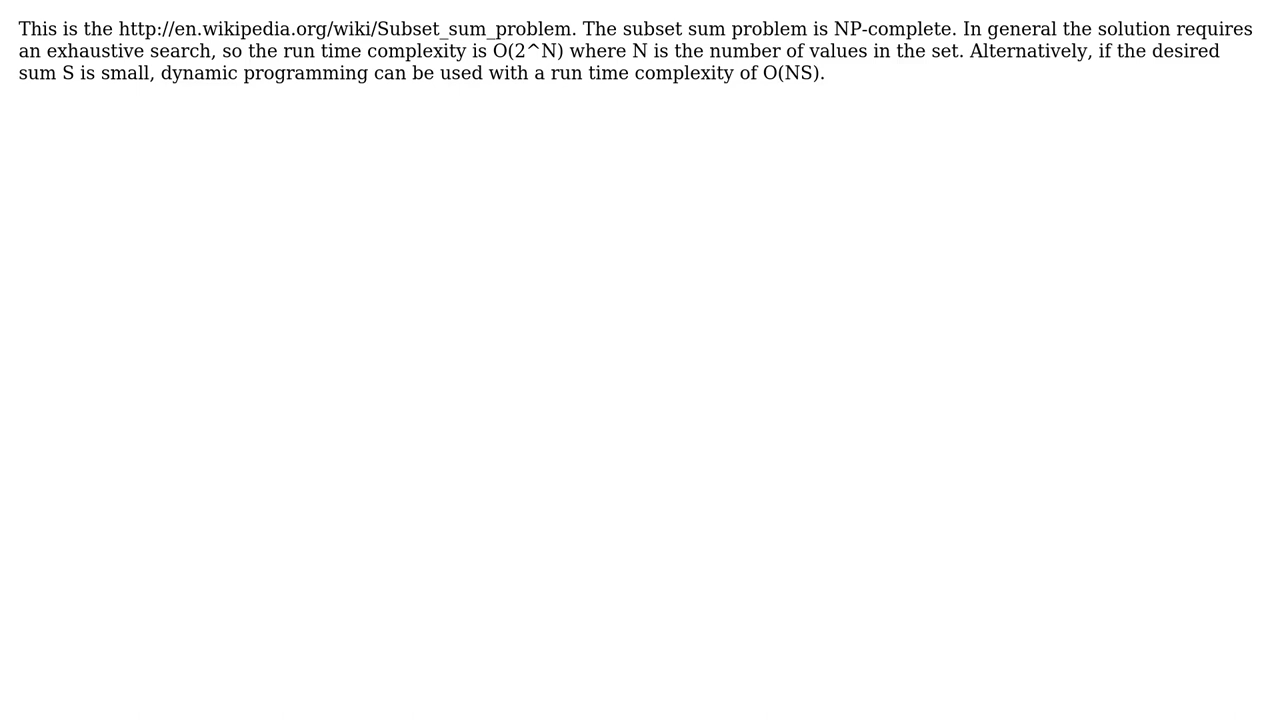 This is the http://en.wikipedia.org/wiki/Subset_sum_problem. The subset sum problem is NP-complete. In general the solution requires
an exhaustive search, so the run time complexity is O(2^N) where N is the number of values in the set. Alternatively, if the desired
sum S is small, dynamic programming can be used with a run time complexity of O(NS).